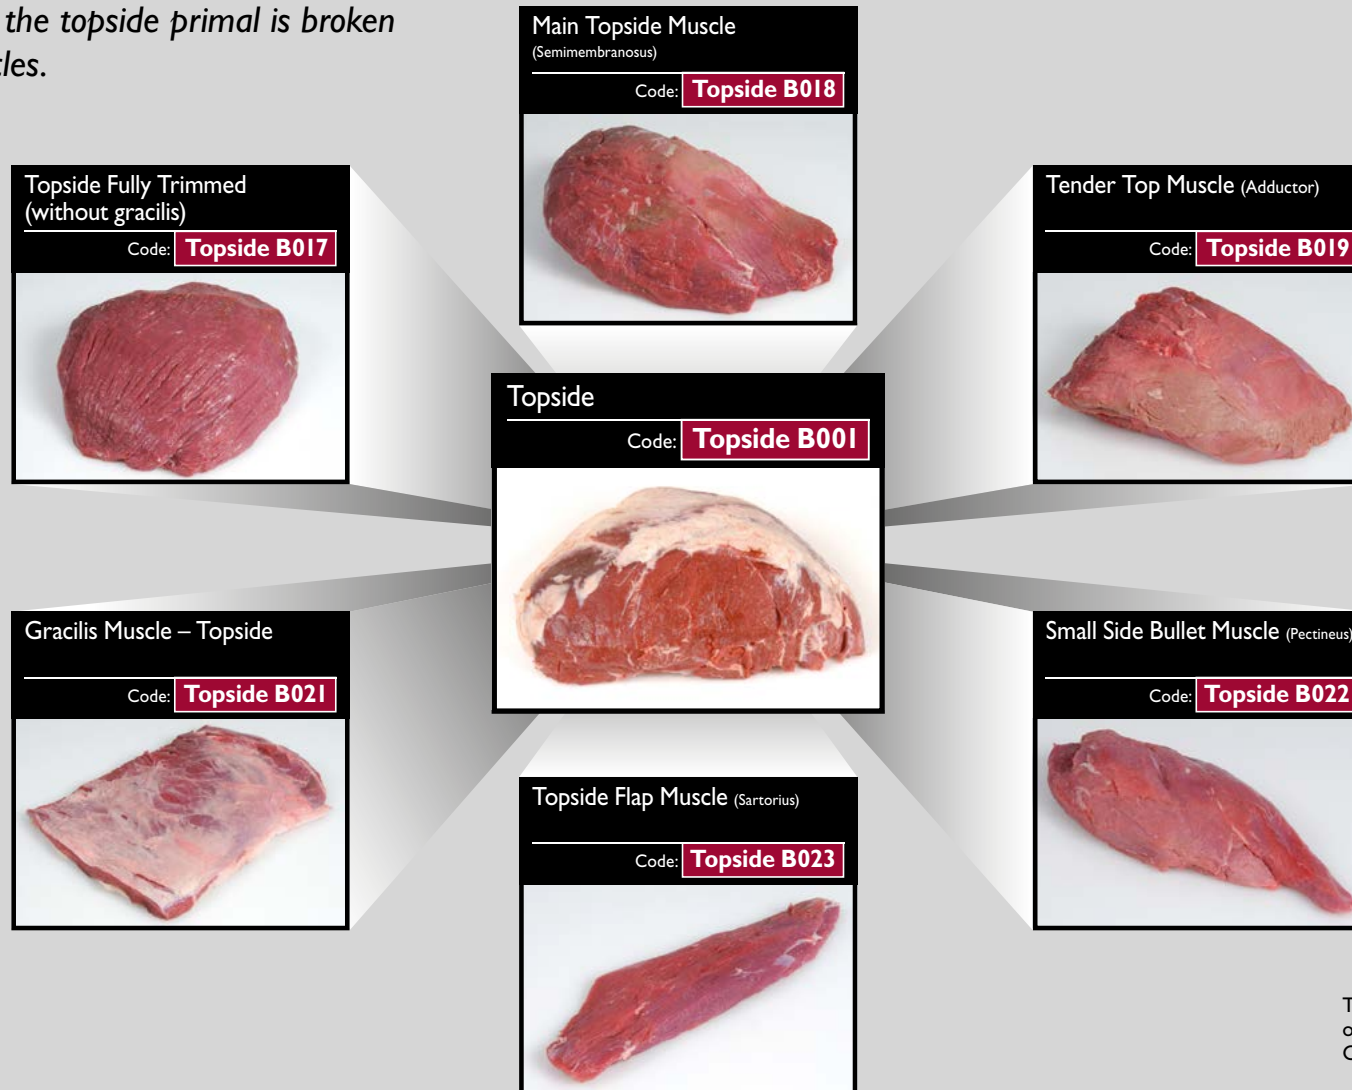 the topside primal is broken
Main Topside Muscle
(Semimembranosus)
Code: Topside B018
Topside Fully Trimmed
(without gracilis)
Code: Topside B017
Tender Top Muscle (Adductor)
Code: Topside B019
Topside
Code: Topside B001
Gracilis Muscle – Topside
Code: Topside B021
Small Side Bullet Muscle (Pectineus)
Code: Topside B022
Topside Flap Muscle (Sartorius)
Code: Topside B023